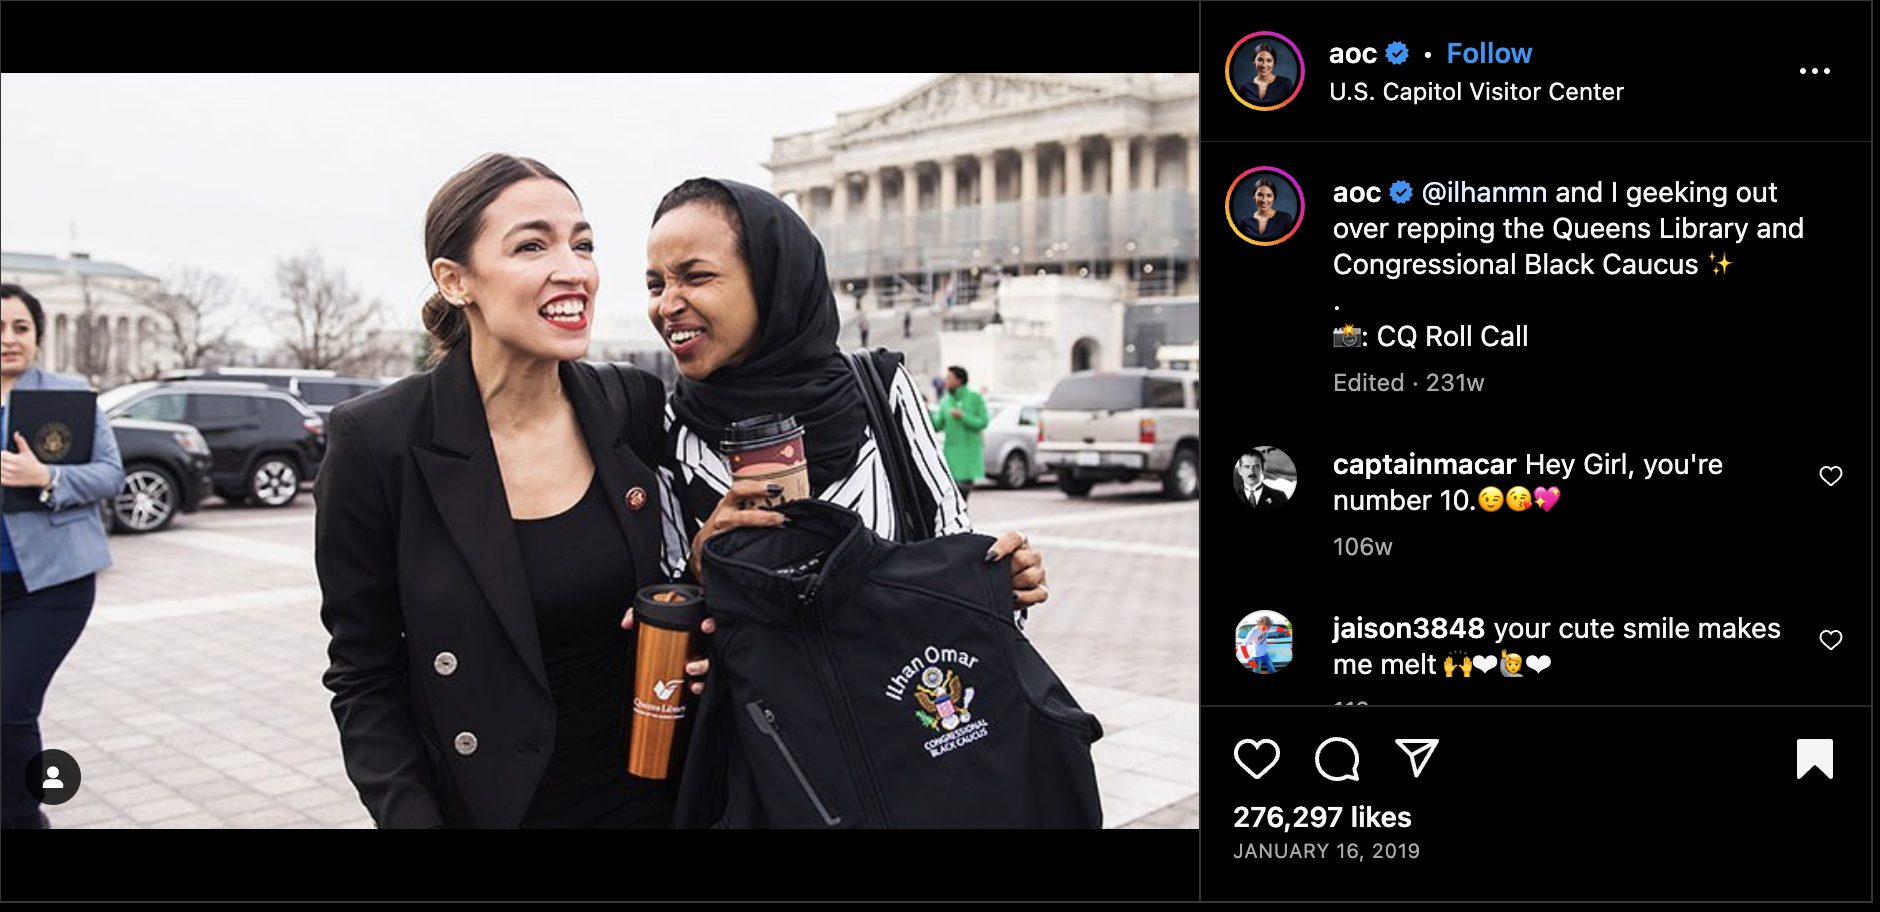 Queens Library
Ilhan Omar
CONGRESSIONAL
BLACK CAUCUS
aoc • Follow
U.S. Capitol Visitor Center
aoc @ilhanmn and I geeking out
over repping the Queens Library and
Congressional Black Caucus ✨
.
📸: CQ Roll Call
Edited · 231w
captainmacar Hey Girl, you're
number 10.😉😘💖
106w
jaison3848 your cute smile makes
me melt 🙌❤🙋❤
276,297 likes
JANUARY 16, 2019